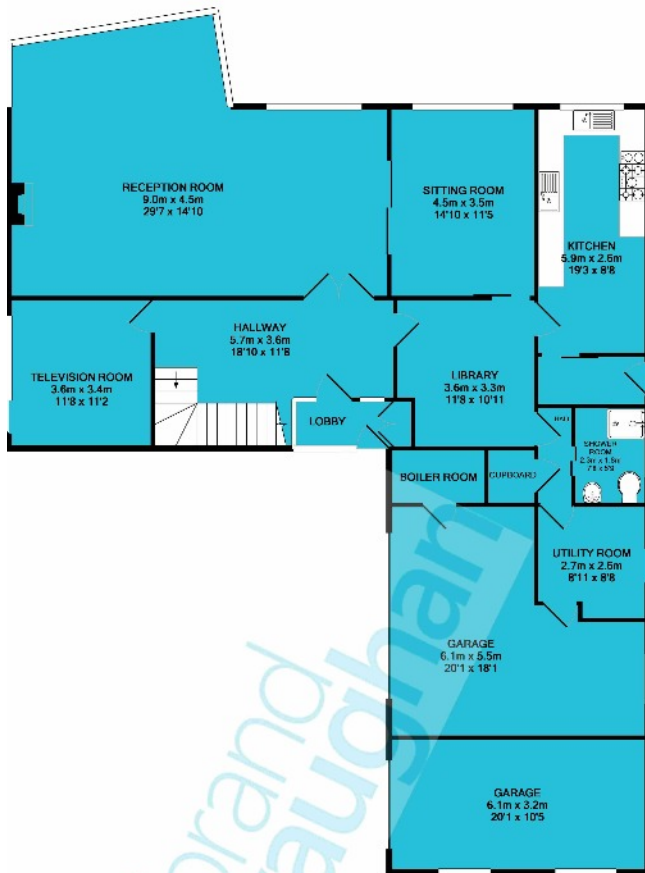 RECEPTION ROOM
9.0m x 4.5m
29'7 x 14'10
SITTING ROOM
4.5m x 3.5m
14'10 x 11'5
KITCHEN
5.9m x 2.6m
19'3 x 8'8
HALLWAY
5.7m x 3.6m
18'10 x 11'8
TELEVISION ROOM
3.6m x 3.4m
11'8 x 11'2
LIBRARY
3.6m x 3.3m
11'8 x 10'11
LOBBY
HALL
SHOWER
ROOM
BOILER ROOM
CUPBOARD
UTILITY ROOM
2.7m x 2.6m
8'11 x 8'8
GARAGE
6.1m x 5.5m
20'1 x 18'1
GARAGE
6.1m x 3.2m
20'1 x 10'5